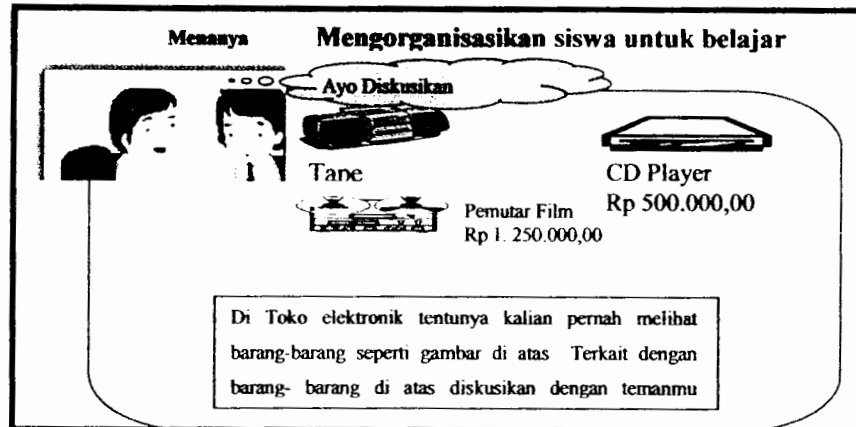 Menanya
Mengorganisasikan siswa untuk belajar
Ayo Diskusikan
Tape
CD Player
Rp 500.000,00
Pemutar Film
Rp 1. 250.000,00
Di Toko elektronik tentunya kalian pernah melihat
barang-barang seperti gambar di atas Terkait dengan
barang- barang di atas diskusikan dengan temanmu